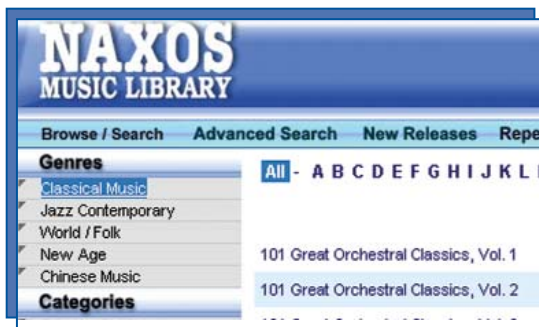 NAXOS
MUSIC LIBRARY
Browse / Search Advanced Search New Releases
Genres
All - A B C D E F G H I J K L
Classical Music
Jazz Contemporary
World / Folk
New Age
Chinese Music
101 Great Orchestral Classics, Vol. 1
101 Great Orchestral Classics, Vol. 2
Categories